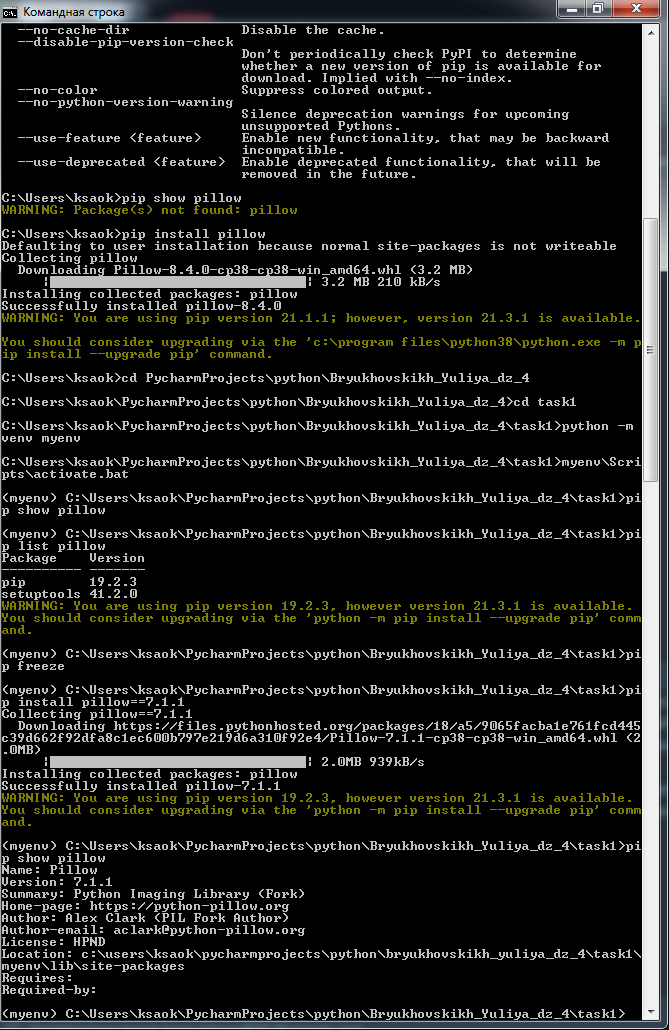 Командная строка
--no-cache-dir              Disable the cache.
--disable-pip-version-check
Don't periodically check PyPI to determine
whether a new version of pip is available for
download. Implied with --no-index.
--no-color                  Suppress colored output.
--no-python-version-warning
Silence deprecation warnings for upcoming
unsupported Pythons.
--use-feature <feature>     Enable new functionality, that may be backward
incompatible.
--use-deprecated <feature>  Enable deprecated functionality, that will be
removed in the future.
C:\Users\ksaok>pip show pillow
WARNING: Package(s) not found: pillow
C:\Users\ksaok>pip install pillow
Defaulting to user installation because normal site-packages is not writeable
Collecting pillow
Downloading Pillow-8.4.0-cp38-cp38-win_amd64.whl (3.2 MB)
3.2 MB 210 kB/s
Installing collected packages: pillow
Successfully installed pillow-8.4.0
WARNING: You are using pip version 21.1.1; however, version 21.3.1 is available.
You should consider upgrading via the 'c:\program files\python38\python.exe -m p
ip install --upgrade pip' command.
C:\Users\ksaok>cd PycharmProjects\python\Bryukhovskikh_Yuliya_dz_4
C:\Users\ksaok\PycharmProjects\python\Bryukhovskikh_Yuliya_dz_4>cd task1
C:\Users\ksaok\PycharmProjects\python\Bryukhovskikh_Yuliya_dz_4\task1>python -m
venv myenv
C:\Users\ksaok\PycharmProjects\python\Bryukhovskikh_Yuliya_dz_4\task1>myenv\Scri
pts\activate.bat
(myenv) C:\Users\ksaok\PycharmProjects\python\Bryukhovskikh_Yuliya_dz_4\task1>pi
p show pillow
(myenv) C:\Users\ksaok\PycharmProjects\python\Bryukhovskikh_Yuliya_dz_4\task1>pi
p list pillow
Package    Version
---------- -------
pip        19.2.3
setuptools 41.2.0
WARNING: You are using pip version 19.2.3, however version 21.3.1 is available.
You should consider upgrading via the 'python -m pip install --upgrade pip' comm
and.
(myenv) C:\Users\ksaok\PycharmProjects\python\Bryukhovskikh_Yuliya_dz_4\task1>pi
p freeze
(myenv) C:\Users\ksaok\PycharmProjects\python\Bryukhovskikh_Yuliya_dz_4\task1>pi
p install pillow==7.1.1
Collecting pillow==7.1.1
Downloading https://files.pythonhosted.org/packages/18/a5/9065facba1e761fcd445
c39d662f92dfa8c1ec600b797e219d6a310f92e4/Pillow-7.1.1-cp38-cp38-win_amd64.whl (2
.0MB)
2.0MB 939kB/s
Installing collected packages: pillow
Successfully installed pillow-7.1.1
WARNING: You are using pip version 19.2.3, however version 21.3.1 is available.
You should consider upgrading via the 'python -m pip install --upgrade pip' comm
and.
(myenv) C:\Users\ksaok\PycharmProjects\python\Bryukhovskikh_Yuliya_dz_4\task1>pi
p show pillow
Name: Pillow
Version: 7.1.1
Summary: Python Imaging Library (Fork)
Home-page: https://python-pillow.org
Author: Alex Clark (PIL Fork Author)
Author-email: aclark@python-pillow.org
License: HPND
Location: c:\users\ksaok\pycharmprojects\python\bryukhovskikh_yuliya_dz_4\task1\
myenv\lib\site-packages
Requires:
Required-by:
(myenv) C:\Users\ksaok\PycharmProjects\python\Bryukhovskikh_Yuliya_dz_4\task1>